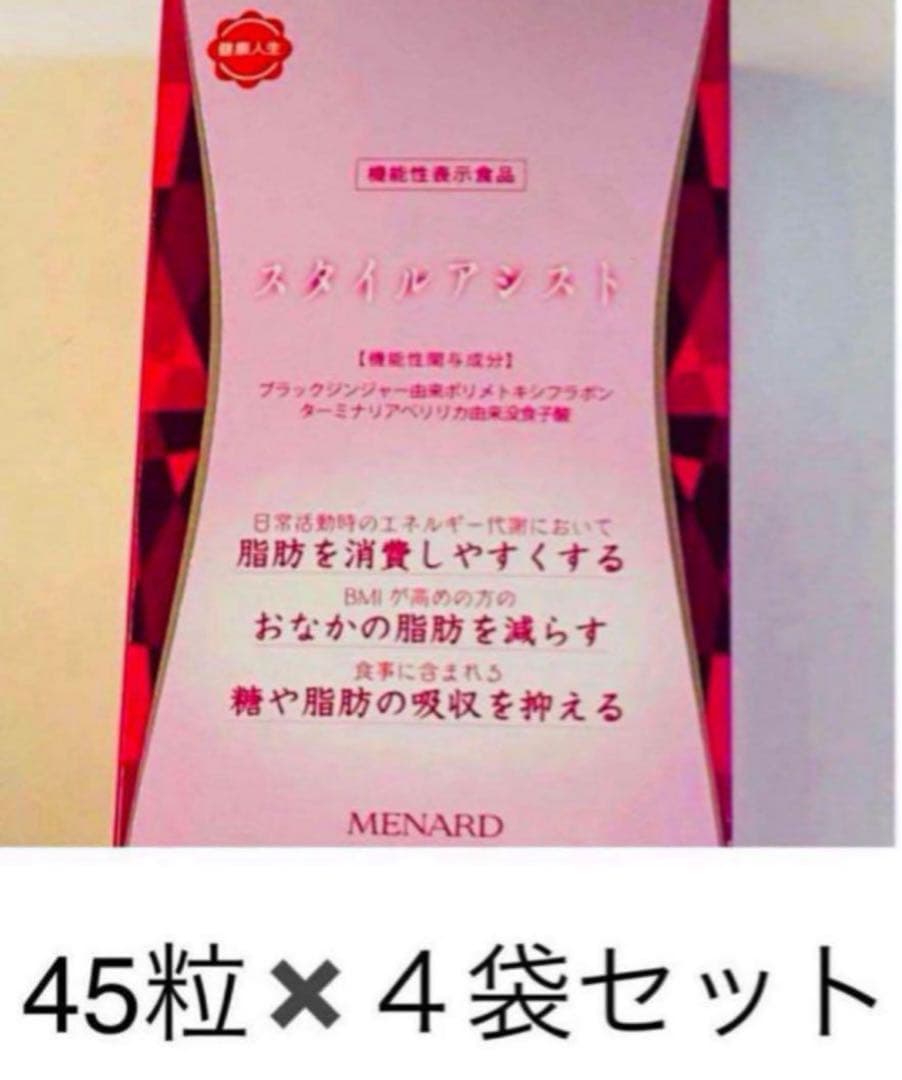 健康人生
機能性表示食品
スタイルアシスト
【機能性関与成分】
ブラックジンジャー由来ポリメトキシフラボン
ターミナリアベリリカ由来没食子酸
日常活動時のエネルギー代謝において
脂肪を消費しやすくする
BMIが高めの方の
おなかの脂肪を減らす
食事に含まれる
糖や脂肪の吸収を抑える
MENARD
45粒✖️4袋セット